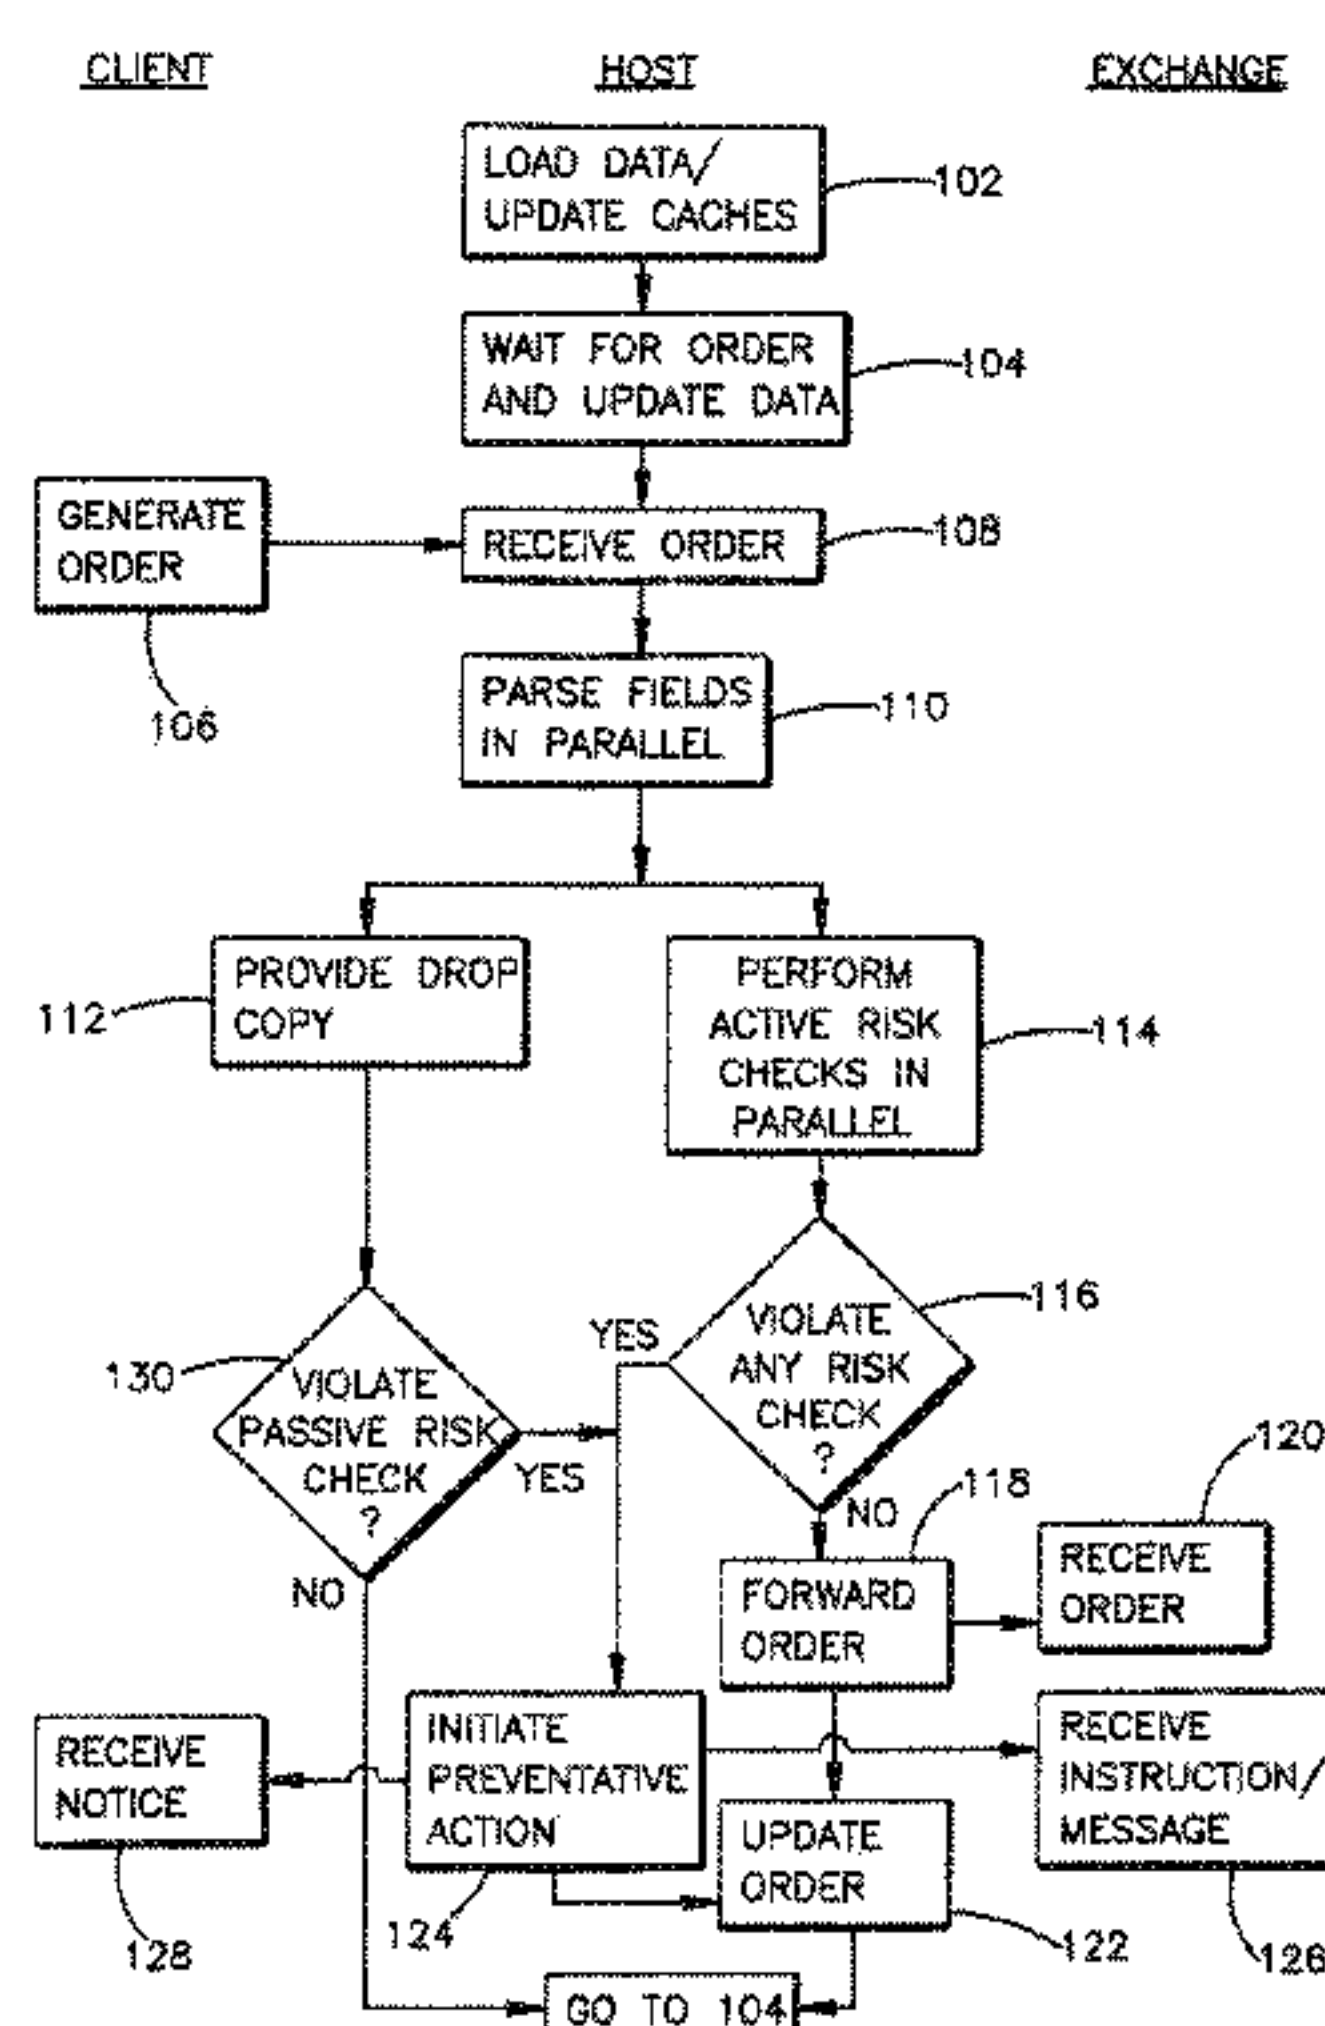 CLIENT
HOST
EXCHANGE
LOAD DATA/
UPDATE CACHES
102
WAIT FOR ORDER
AND UPDATE DATA
104
GENERATE
ORDER
106
RECEIVE ORDER
108
PARSE FIELDS
IN PARALLEL
110
PROVIDE DROP
COPY
112
PERFORM
ACTIVE RISK
CHECKS IN
PARALLEL
114
VIOLATE
ANY RISK
CHECK
?
116
YES
NO
130
VIOLATE
PASSIVE RISK
CHECK
?
YES
NO
118
FORWARD
ORDER
120
RECEIVE
ORDER
RECEIVE
NOTICE
128
INITIATE
PREVENTATIVE
ACTION
124
UPDATE
ORDER
122
RECEIVE
INSTRUCTION/
MESSAGE
126
GO TO 104